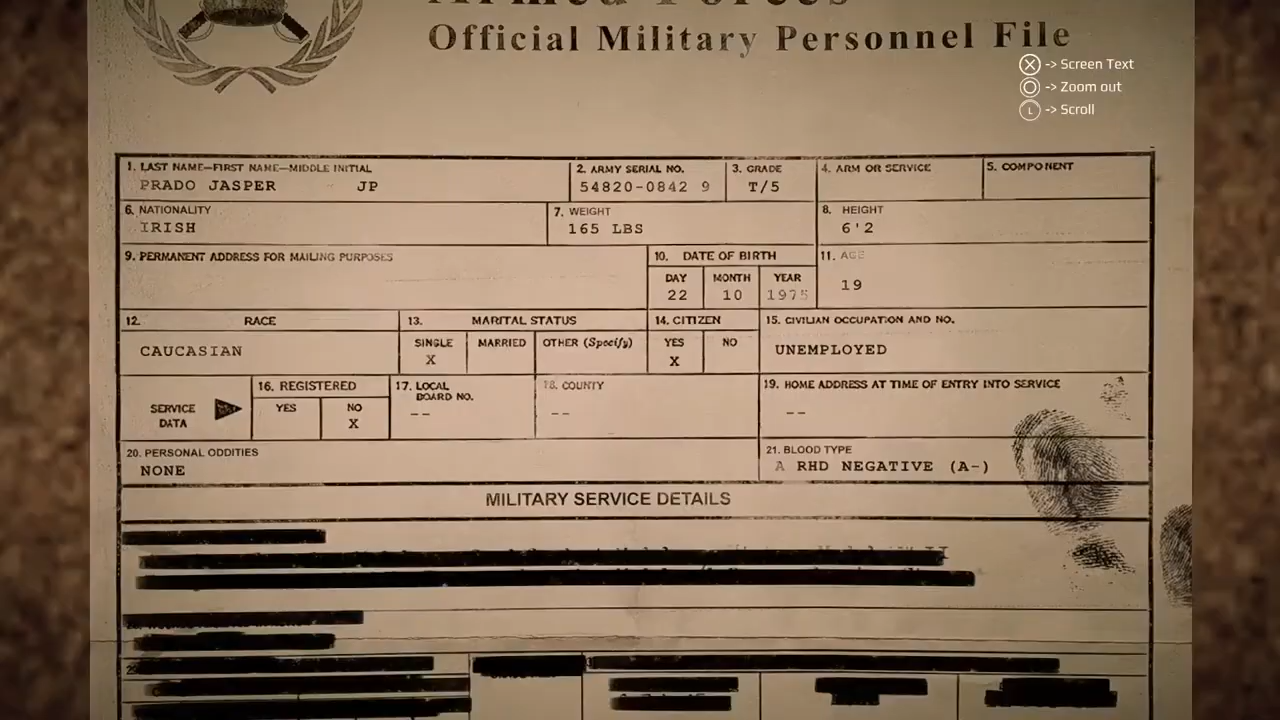 Armed Forces
Official Military Personnel File
X -> Screen Text
O -> Zoom out
L -> Scroll
1. LAST NAME—FIRST NAME—MIDDLE INITIAL
PRADO JASPER JP
2. ARMY SERIAL NO.
54820-0842 9
3. GRADE
T/5
4. ARM OR SERVICE
5. COMPONENT
6. NATIONALITY
IRISH
7. WEIGHT
165 LBS
8. HEIGHT
6'2
9. PERMANENT ADDRESS FOR MAILING PURPOSES
10. DATE OF BIRTH
DAY MONTH YEAR
22 10 1975
11. AGE
19
12. RACE
CAUCASIAN
13. MARITAL STATUS
SINGLE MARRIED OTHER (Specify)
X
14. CITIZEN
YES NO
X
15. CIVILIAN OCCUPATION AND NO.
UNEMPLOYED
SERVICE
DATA
16. REGISTERED
YES NO
X
17. LOCAL
BOARD NO.
--
18. COUNTY
--
19. HOME ADDRESS AT TIME OF ENTRY INTO SERVICE
--
20. PERSONAL ODDITIES
NONE
21. BLOOD TYPE
A RHD NEGATIVE (A-)
MILITARY SERVICE DETAILS